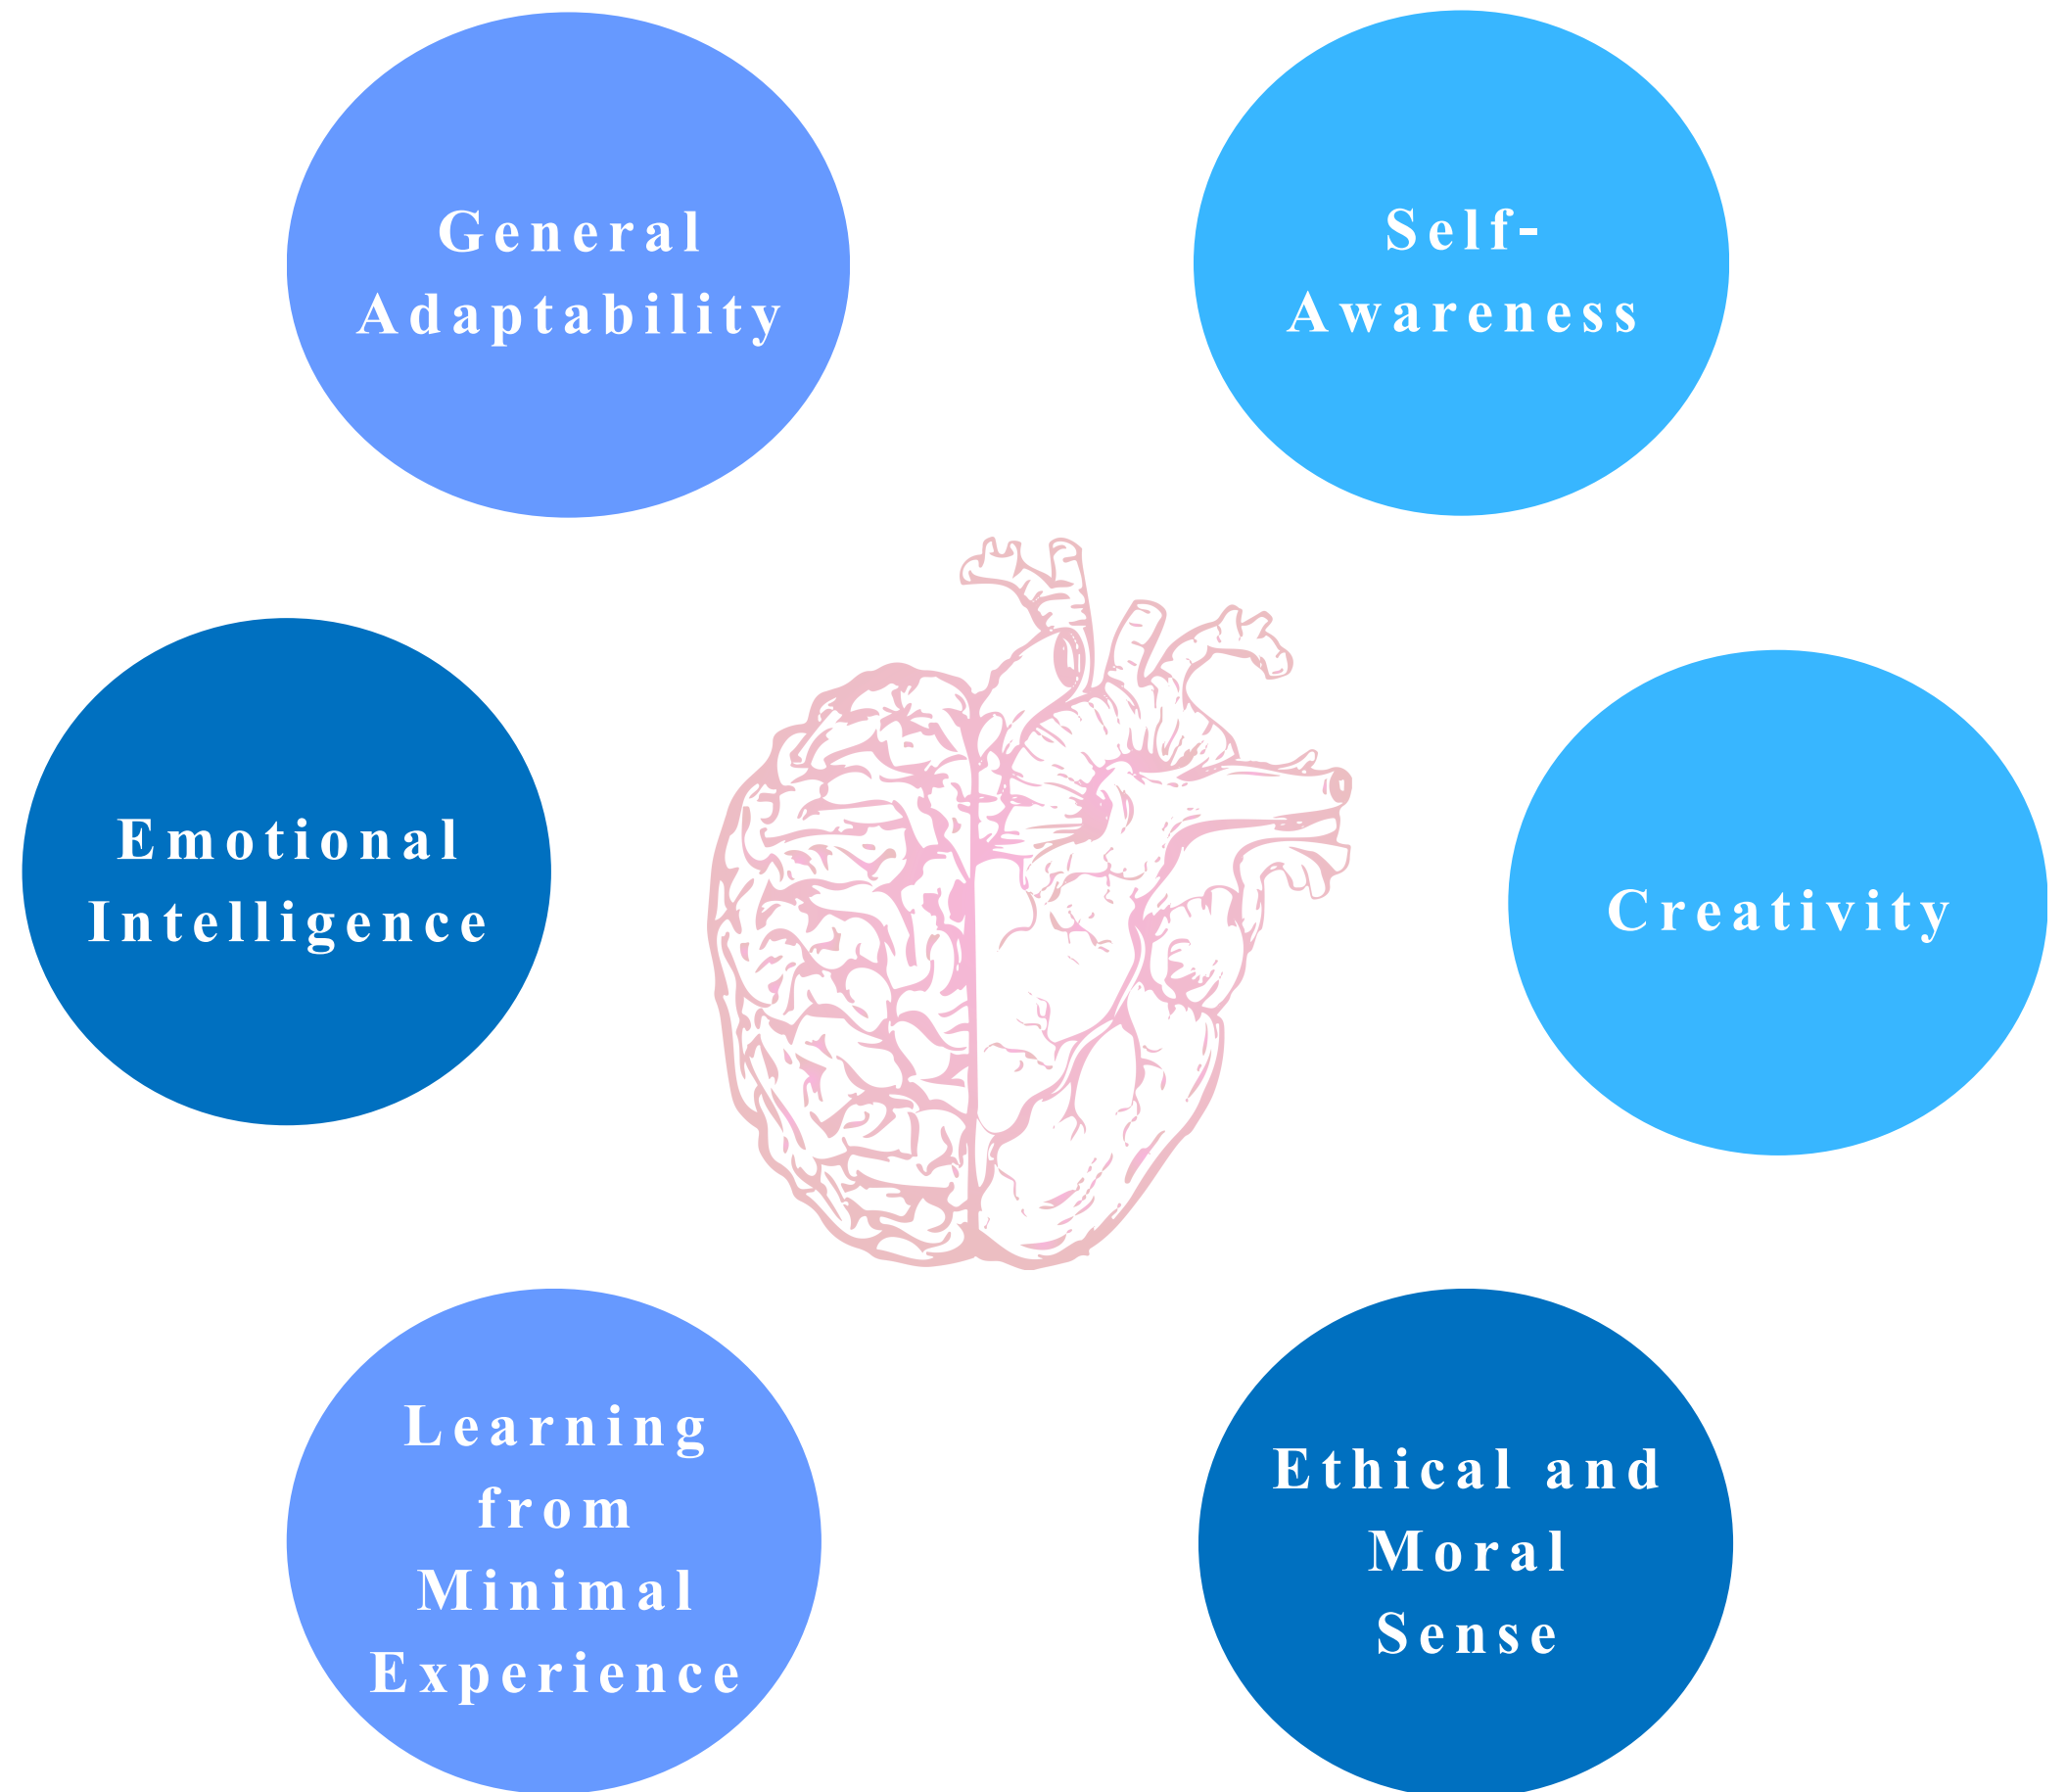 General
Adaptability
Self-
Awareness
Emotional
Intelligence
Creativity
Learning
from
Minimal
Experience
Ethical and
Moral
Sense